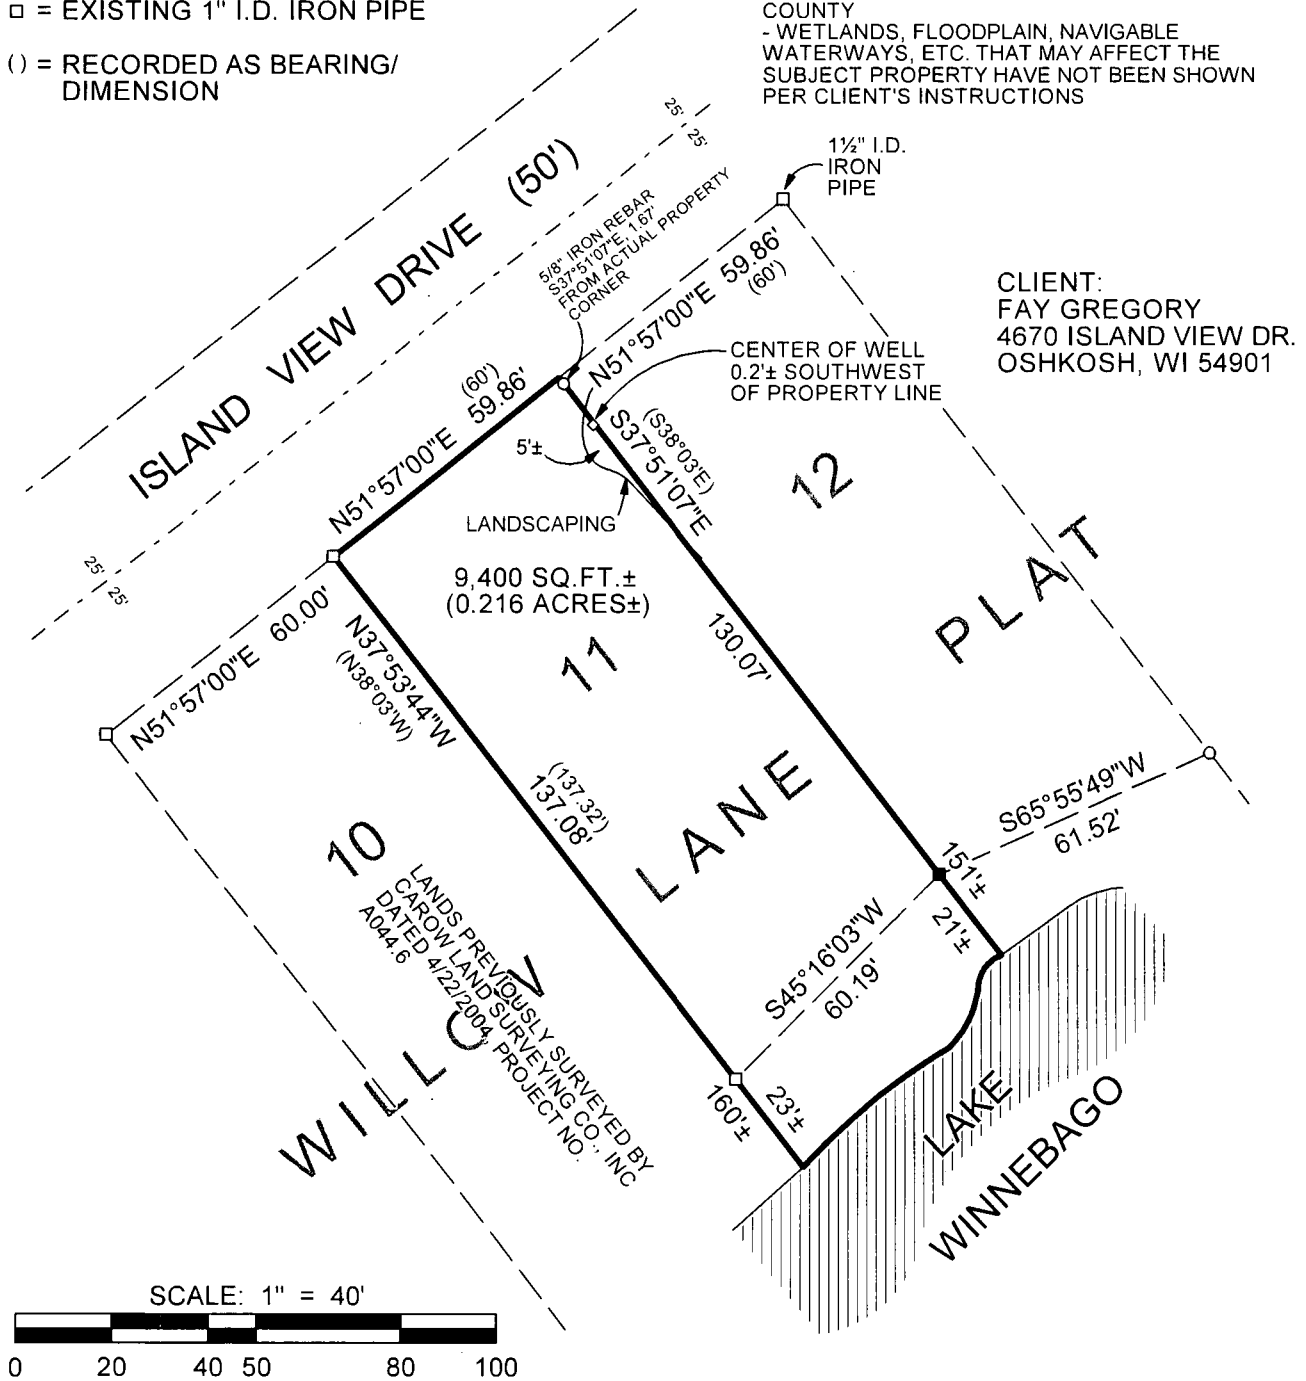 □ = EXISTING 1" I.D. IRON PIPE
( ) = RECORDED AS BEARING/
DIMENSION
COUNTY
- WETLANDS, FLOODPLAIN, NAVIGABLE
WATERWAYS, ETC. THAT MAY AFFECT THE
SUBJECT PROPERTY HAVE NOT BEEN SHOWN
PER CLIENT'S INSTRUCTIONS
25'
25'
1½" I.D.
IRON
PIPE
ISLAND VIEW DRIVE (50')
5/8" IRON REBAR
S37°51'07"E, 1.67'
FROM ACTUAL PROPERTY
CORNER
N51°57'00"E 59.86'
(60')
CLIENT:
FAY GREGORY
4670 ISLAND VIEW DR.
OSHKOSH, WI 54901
CENTER OF WELL
0.2'± SOUTHWEST
OF PROPERTY LINE
(60')
N51°57'00"E 59.86'
5'±
(S38°03'E)
S37°51'07"E
12
LANDSCAPING
PLAT
9,400 SQ.FT.±
(0.216 ACRES±)
25'
25'
N51°57'00"E 60.00'
N37°53'44"W
(N38°03'W)
11
130.07'
(137.32')
137.08'
LANE
S65°55'49"W
61.52'
10
LANDS PREVIOUSLY SURVEYED BY
CAROW LAND SURVEYING CO., INC
DATED 4/22/2004, PROJECT NO.
A044.6
151'±
21'±
S45°16'03"W
60.19'
WILLOW
160'±
23'±
LAKE
WINNEBAGO
SCALE: 1" = 40'
0 20 40 50 80 100